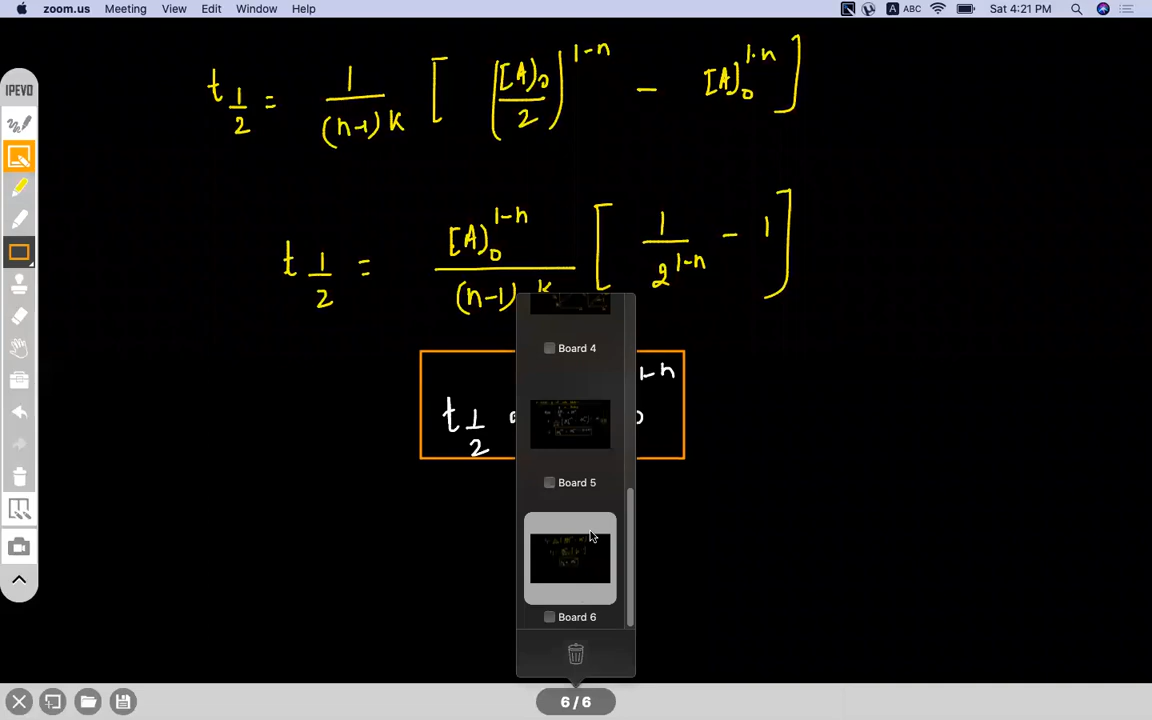 zoom.us Meeting View Edit Window Help ABC Sat 4:21 PM
IPEVO
t 1/2 = 1/((n-1)k) [ ([A]₀/2)^(1-n) - [A]₀^(1-n) ]
t 1/2 = [A]₀^(1-n)/((n-1) k) [ 1/2^(1-n) - 1 ]
Board 4
t 1/2 1-n
Board 5
Board 6
6 / 6